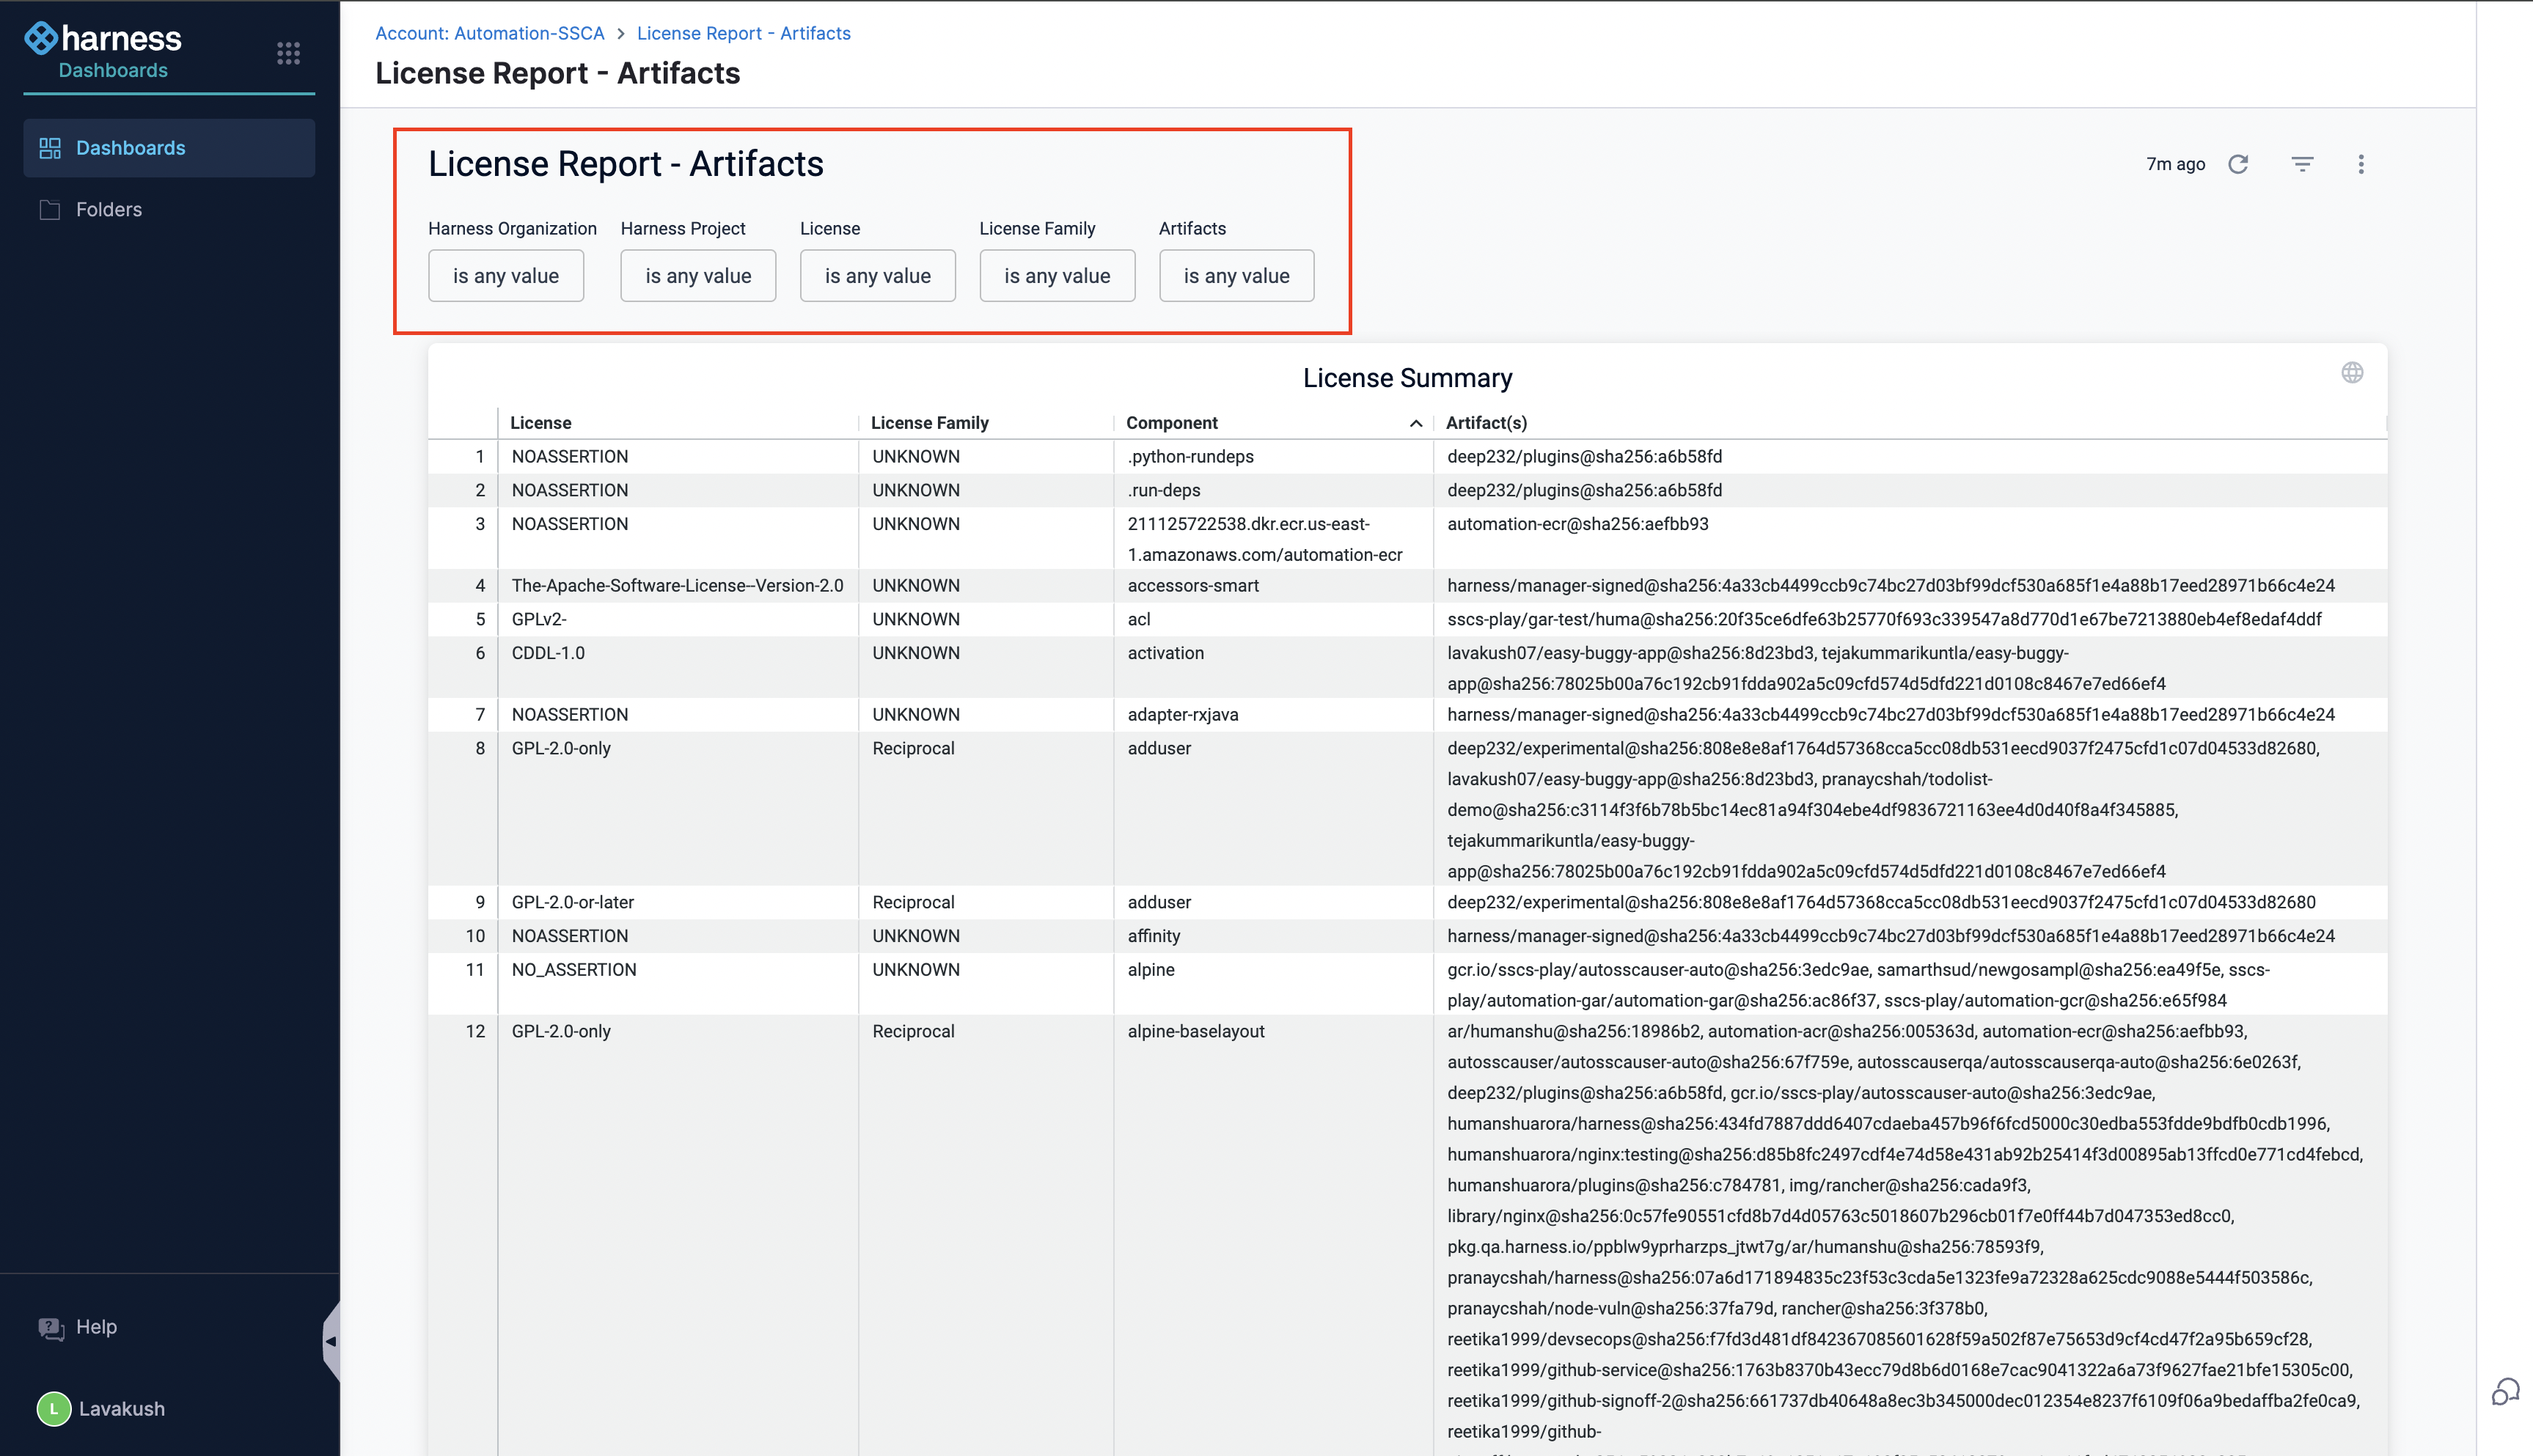 harness
Dashboards
Dashboards
Folders
Help
L
Lavakush
Account: Automation-SSCA > License Report - Artifacts
License Report - Artifacts
License Report - Artifacts
7m ago
Harness Organization Harness Project License License Family Artifacts
is any value is any value is any value is any value is any value
License Summary
License License Family Component Artifact(s)
1 NOASSERTION UNKNOWN .python-rundeps deep232/plugins@sha256:a6b58fd
2 NOASSERTION UNKNOWN .run-deps deep232/plugins@sha256:a6b58fd
3 NOASSERTION UNKNOWN 211125722538.dkr.ecr.us-east- automation-ecr@sha256:aefbb93
1.amazonaws.com/automation-ecr
4 The-Apache-Software-License--Version-2.0 UNKNOWN accessors-smart harness/manager-signed@sha256:4a33cb4499ccb9c74bc27d03bf99dcf530a685f1e4a88b17eed28971b66c4e24
5 GPLv2- UNKNOWN acl sscs-play/gar-test/huma@sha256:20f35ce6dfe63b25770f693c339547a8d770d1e67be7213880eb4ef8edaf4ddf
6 CDDL-1.0 UNKNOWN activation lavakush07/easy-buggy-app@sha256:8d23bd3, tejakummarikuntla/easy-buggy-
app@sha256:78025b00a76c192cb91fdda902a5c09cfd574d5dfd221d0108c8467e7ed66ef4
7 NOASSERTION UNKNOWN adapter-rxjava harness/manager-signed@sha256:4a33cb4499ccb9c74bc27d03bf99dcf530a685f1e4a88b17eed28971b66c4e24
8 GPL-2.0-only Reciprocal adduser deep232/experimental@sha256:808e8e8af1764d57368cca5cc08db531eecd9037f2475cfd1c07d04533d82680,
lavakush07/easy-buggy-app@sha256:8d23bd3, pranaycshah/todolist-
demo@sha256:c3114f3f6b78b5bc14ec81a94f304ebe4df9836721163ee4d0d40f8a4f345885,
tejakummarikuntla/easy-buggy-
app@sha256:78025b00a76c192cb91fdda902a5c09cfd574d5dfd221d0108c8467e7ed66ef4
9 GPL-2.0-or-later Reciprocal adduser deep232/experimental@sha256:808e8e8af1764d57368cca5cc08db531eecd9037f2475cfd1c07d04533d82680
10 NOASSERTION UNKNOWN affinity harness/manager-signed@sha256:4a33cb4499ccb9c74bc27d03bf99dcf530a685f1e4a88b17eed28971b66c4e24
11 NO_ASSERTION UNKNOWN alpine gcr.io/sscs-play/autosscauser-auto@sha256:3edc9ae, samarthsud/newgosampl@sha256:ea49f5e, sscs-
play/automation-gar/automation-gar@sha256:ac86f37, sscs-play/automation-gcr@sha256:e65f984
12 GPL-2.0-only Reciprocal alpine-baselayout ar/humanshu@sha256:18986b2, automation-acr@sha256:005363d, automation-ecr@sha256:aefbb93,
autosscauser/autosscauser-auto@sha256:67f759e, autosscauserqa/autosscauserqa-auto@sha256:6e0263f,
deep232/plugins@sha256:a6b58fd, gcr.io/sscs-play/autosscauser-auto@sha256:3edc9ae,
humanshuarora/harness@sha256:434fd7887ddd6407cdaeba457b96f6fcd5000c30edba553fdde9bdfb0cdb1996,
humanshuarora/nginx:testing@sha256:d85b8fc2497cdf4e74d58e431ab92b25414f3d00895ab13ffcd0e771cd4febcd,
humanshuarora/plugins@sha256:c784781, img/rancher@sha256:cada9f3,
library/nginx@sha256:0c57fe90551cfd8b7d4d05763c5018607b296cb01f7e0ff44b7d047353ed8cc0,
pkg.qa.harness.io/ppblw9yprharzps_jtwt7g/ar/humanshu@sha256:78593f9,
pranaycshah/harness@sha256:07a6d171894835c23f53c3cda5e1323fe9a72328a625cdc9088e5444f503586c,
pranaycshah/node-vuln@sha256:37fa79d, rancher@sha256:3f378b0,
reetika1999/devsecops@sha256:f7fd3d481df842367085601628f59a502f87e75653d9cf4cd47f2a95b659cf28,
reetika1999/github-service@sha256:1763b8370b43ecc79d8b6d0168e7cac9041322a6a73f9627fae21bfe15305c00,
reetika1999/github-signoff-2@sha256:661737db40648a8ec3b345000dec012354e8237f6109f06a9bedaffba2fe0ca9,
reetika1999/github-